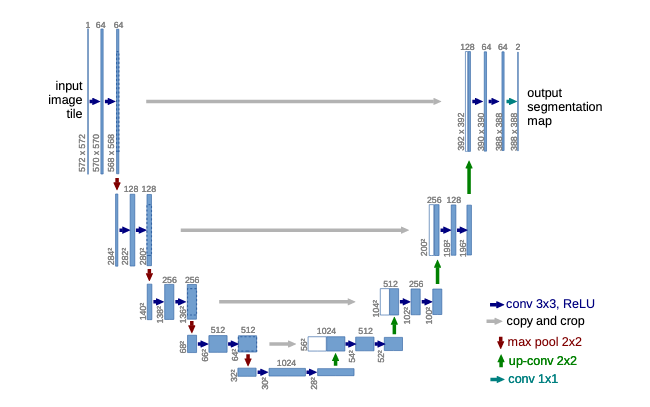 1 64 64
128 64 64 2
input
image
tile
output
segmentation
map
572 x 572
570 x 570
568 x 568
392 x 392
390 x 390
388 x 388
388 x 388
128 128
256 128
284²
282²
280²
200²
198²
196²
256 256
512 256
140²
138²
136²
104²
102²
100²
512 512
1024 512
68²
66²
64²
56²
54²
52²
1024
32²
30²
28²
conv 3x3, ReLU
copy and crop
max pool 2x2
up-conv 2x2
conv 1x1